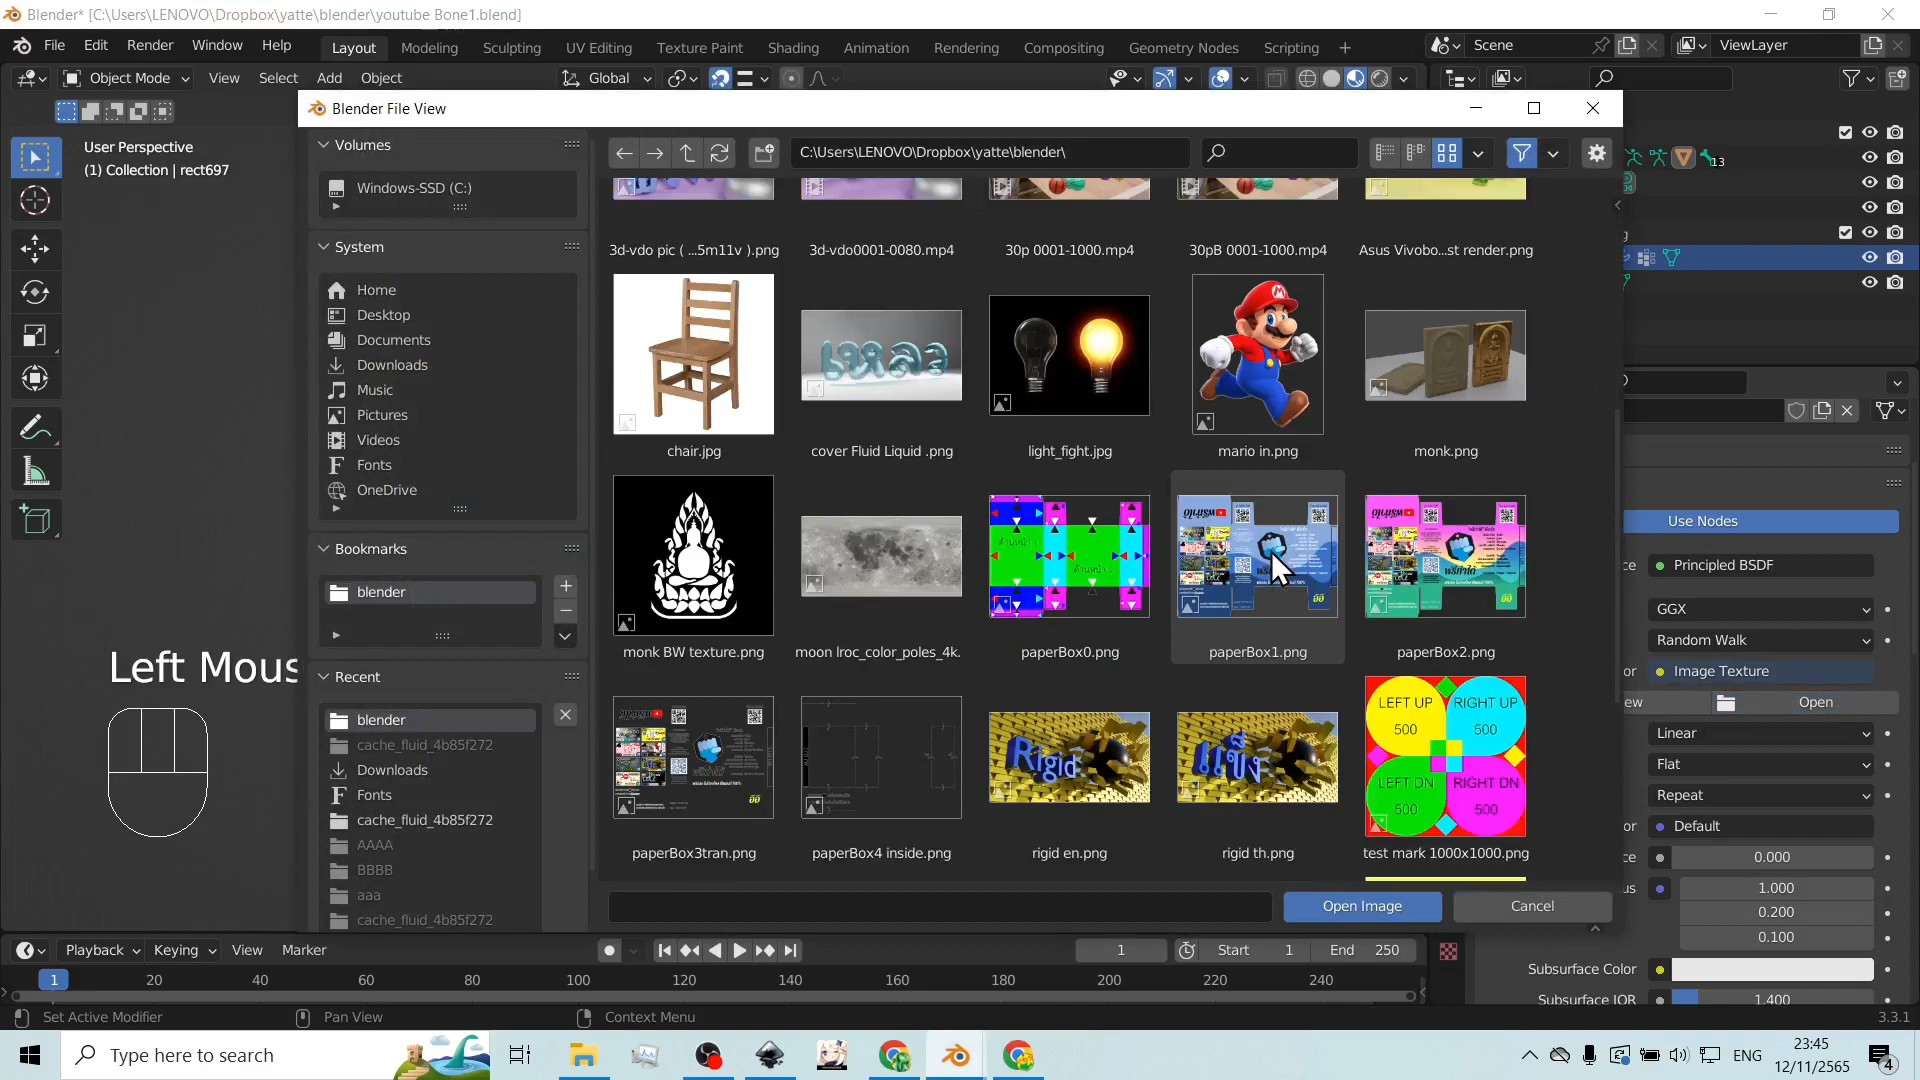 Blender* [C:\Users\LENOVO\Dropbox\yatte\blender\youtube Bone1.blend]
File Edit Render Window Help
Layout Modeling Sculpting UV Editing Texture Paint Shading Animation Rendering Compositing Geometry Nodes Scripting +
Scene ViewLayer
Object Mode View Select Add Object Global
User Perspective
(1) Collection | rect697
Blender File View
Volumes
Windows-SSD (C:)
System
Home
Desktop
Documents
Downloads
Music
Pictures
Videos
Fonts
OneDrive
Bookmarks
blender
Recent
blender
cache_fluid_4b85f272
Downloads
Fonts
cache_fluid_4b85f272
AAAA
BBBB
aaa
cache_fluid_4b85f272
C:\Users\LENOVO\Dropbox\yatte\blender\
3d-vdo pic ( ...5m11v ).png
3d-vdo0001-0080.mp4
30p 0001-1000.mp4
30pB 0001-1000.mp4
Asus Vivobo...st render.png
เหลว
chair.jpg
cover Fluid Liquid .png
light_fight.jpg
mario in.png
monk.png
monk BW texture.png
moon lroc_color_poles_4k.
paperBox0.png
paperBox1.png
paperBox2.png
Rigid
แข็ง
LEFT UP
500
RIGHT UP
500
LEFT DN
500
RIGHT DN
500
paperBox3tran.png
paperBox4 inside.png
rigid en.png
rigid th.png
test mark 1000x1000.png
Open Image
Cancel
Left Mous
13
Use Nodes
Principled BSDF
GGX
Random Walk
Image Texture
Open
Linear
Flat
Repeat
Default
0.000
1.000
0.200
0.100
Subsurface Color
Subsurface IOR 1.400
Playback Keying View Marker
1 Start 1 End 250
1 20 40 60 80 100 120 140 160 180 200 220 240
Set Active Modifier Pan View Context Menu 3.3.1
Type here to search
ENG
23:45
12/11/2565
4